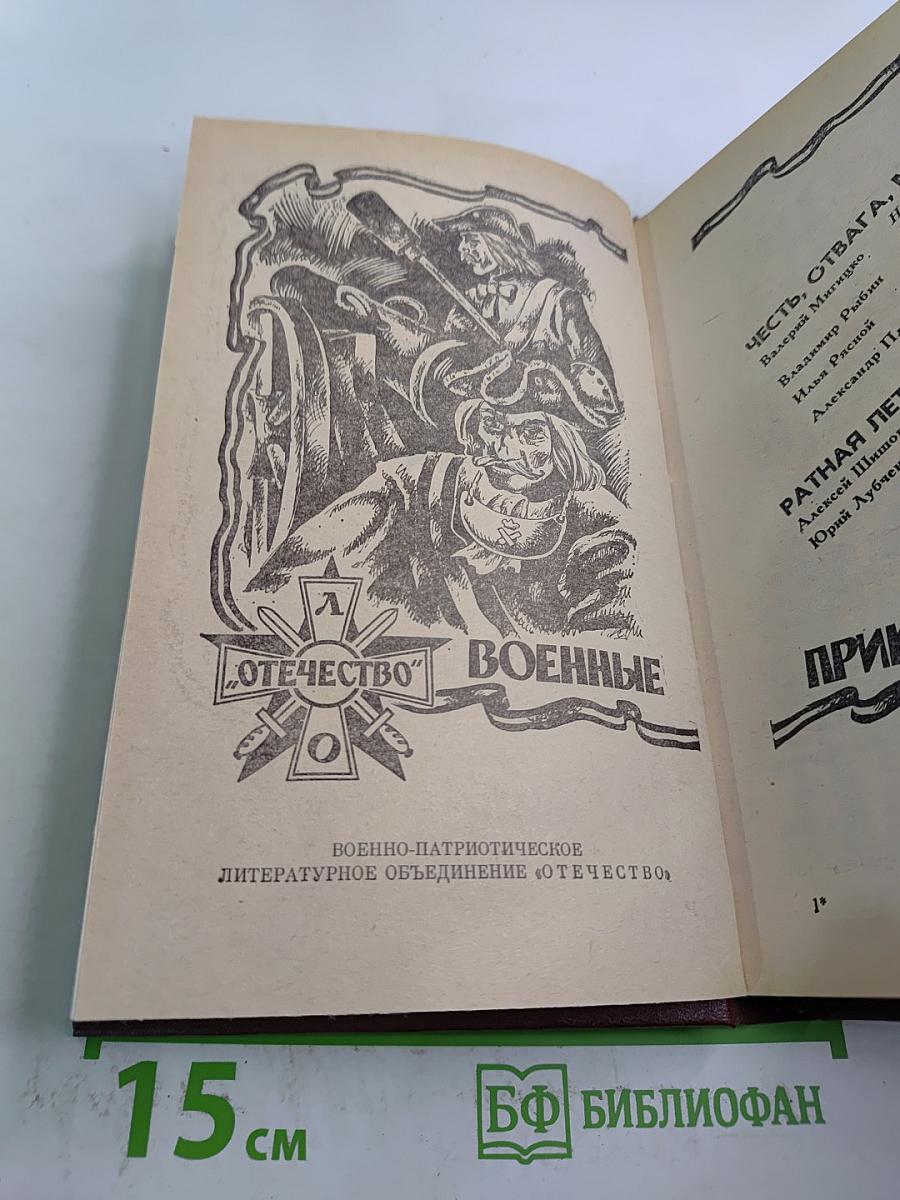 Л
"ОТЕЧЕСТВО"
О
ВОЕННЫЕ
ВОЕННО-ПАТРИОТИЧЕСКОЕ
ЛИТЕРАТУРНОЕ ОБЪЕДИНЕНИЕ «ОТЕЧЕСТВО»
ЧЕСТЬ, ОТВАГА,
Валерий Мигицко
Владимир Рыбин
Илья Рясной
Александр
РАТНАЯ
Алексей
Юрий
1*
15 см
БФ БИБЛИОФАН